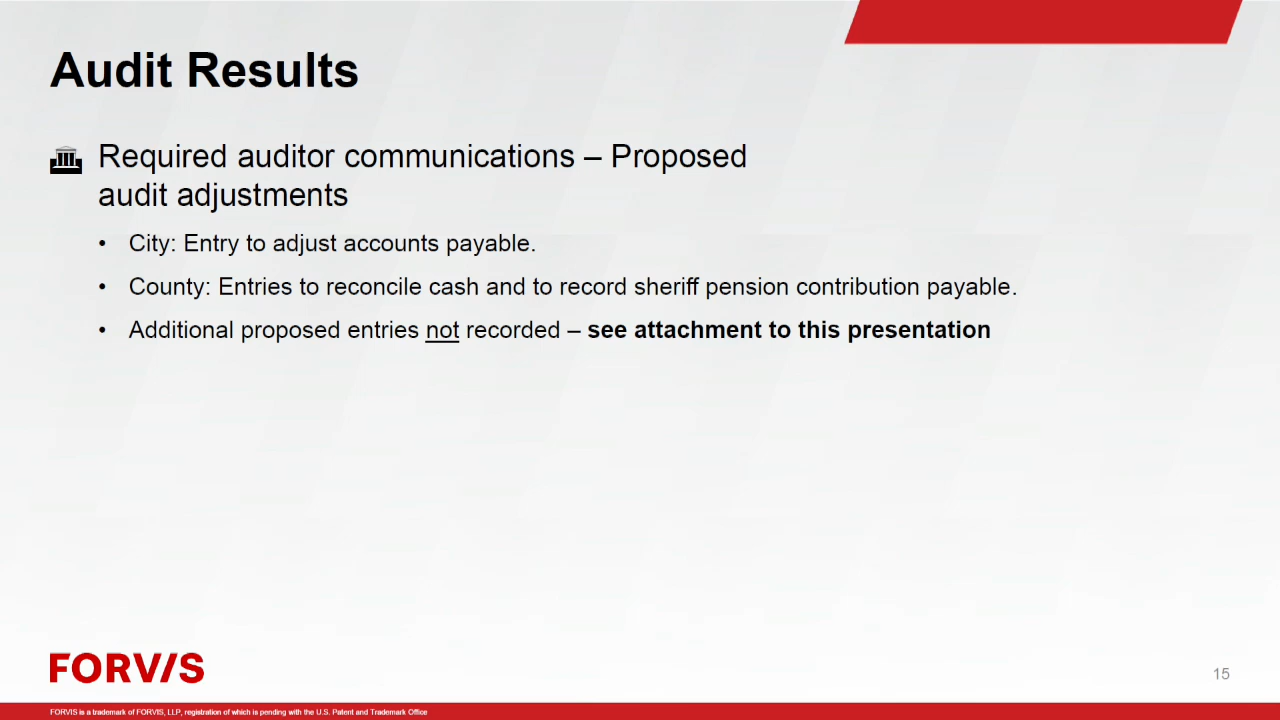 Audit Results
Required auditor communications – Proposed
audit adjustments
• City: Entry to adjust accounts payable.
• County: Entries to reconcile cash and to record sheriff pension contribution payable.
• Additional proposed entries not recorded – see attachment to this presentation
FORVIS
15
FORVIS is a trademark of FORVIS, LLP, registration of which is pending with the U.S. Patent and Trademark Office